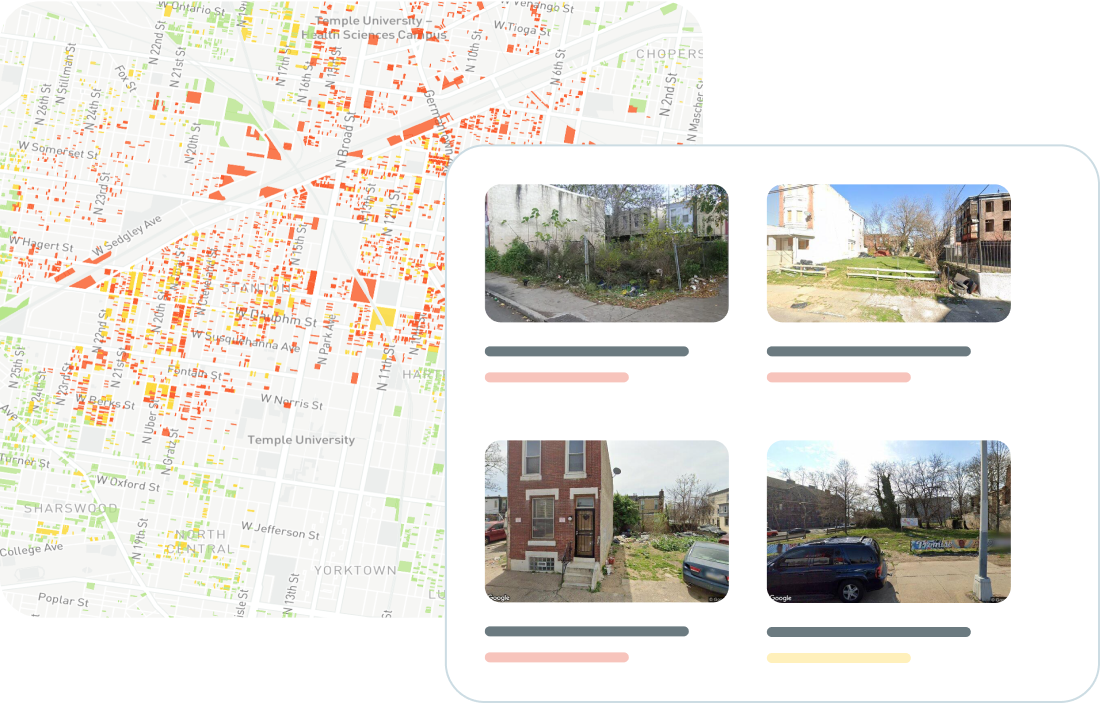 W Ontario St
Temple University –
Health Sciences Campus
W Venango St
W Tioga St
CHOPERS
N 22nd St
N 21st St
N 17th St
N 16th St
N 10th St
N 6th St
N 2nd St
N Mascher St
N Stillman St
Fox St
N 26th St
N 24th St
N 20th St
N Broad St
W Somerset St
N 23rd St
N 12th St
W Hagert St
W Sedgley Ave
N 15th St
STANTON
W Dauphin St
N 22nd St
N 20th St
W Susquehanna Ave
N Park Ave
N 25th St
N 21st St
Fontain St
N 11th St
HART
N 24th St
N 23rd St
W Berks St
W Norris St
Ave
N Uber St
Temple University
N Gratz St
Turner St
W Oxford St
SHARSWOOD
N 19th St
W Jefferson St
NORTH
CENTRAL
College Ave
YORKTOWN
N 13th St
Poplar St
Google
Google